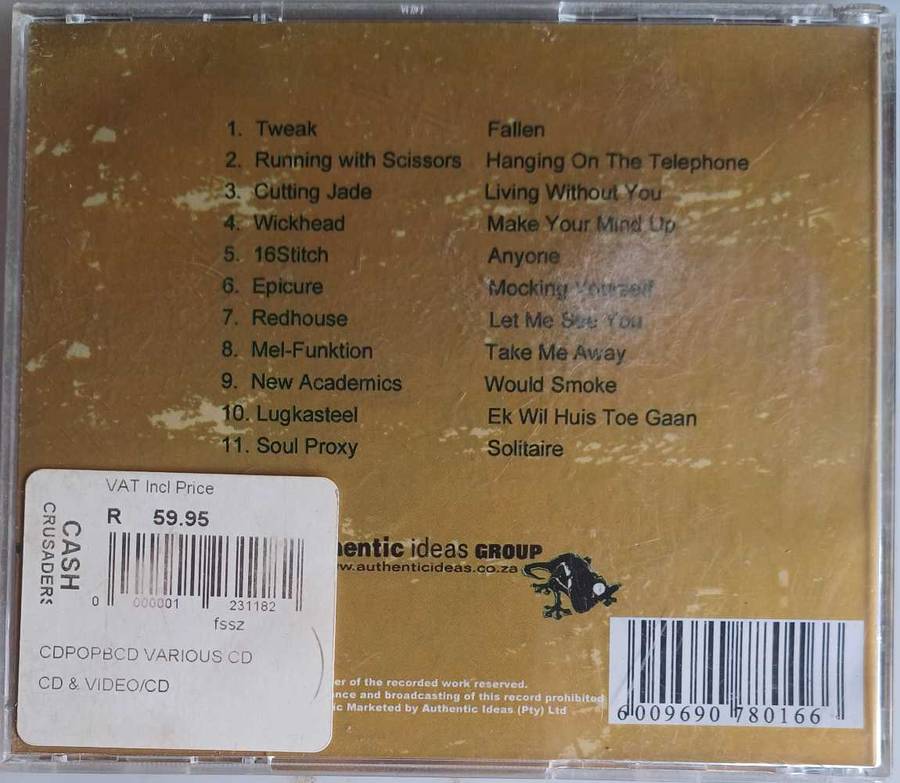 1. Tweak Fallen
2. Running with Scissors Hanging On The Telephone
3. Cutting Jade Living Without You
4. Wickhead Make Your Mind Up
5. 16Stitch Anyone
6. Epicure Mocking Yourself
7. Redhouse Let Me See You
8. Mel-Funktion Take Me Away
9. New Academics Would Smoke
10. Lugkasteel Ek Wil Huis Toe Gaan
11. Soul Proxy Solitaire
VAT Incl Price
R 59.95
CASH
CRUSADERS
0 000001 231182
fssz
CDPOPBCD VARIOUS CD
CD & VIDEO/CD
hentic ideas GROUP
w.authenticideas.co.za
er of the recorded work reserved.
nce and broadcasting of this record prohibited
ic Marketed by Authentic Ideas (Pty) Ltd
6 009690 780166